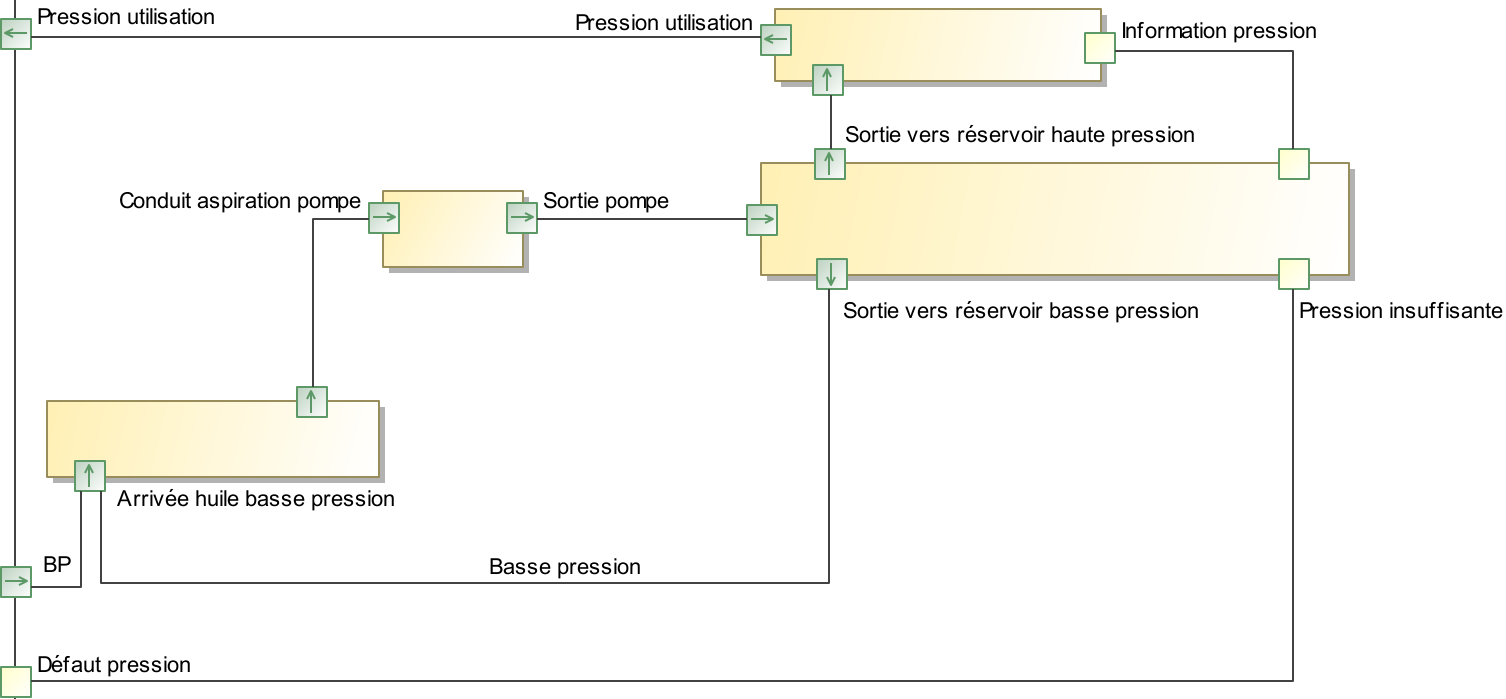 Pression utilisation
Pression utilisation
Information pression
Sortie vers réservoir haute pression
Conduit aspiration pompe
Sortie pompe
Sortie vers réservoir basse pression
Pression insuffisante
Arrivée huile basse pression
BP
Basse pression
Défaut pression